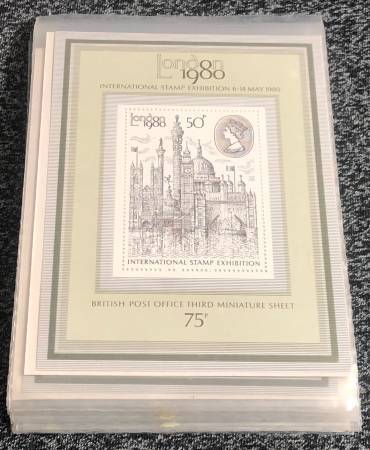 London
1980
INTERNATIONAL STAMP EXHIBITION 6-14 MAY 1980
London
1980 50P
INTERNATIONAL STAMP EXHIBITION
BRITISH POST OFFICE THIRD MINIATURE SHEET
75P